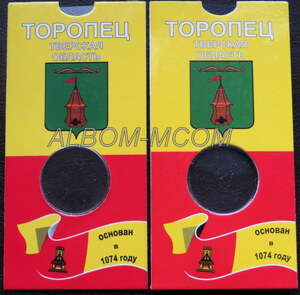 ТОРОПЕЦ
ТВЕРСКАЯ
ОБЛАСТЬ
ТОРОПЕЦ
ТВЕРСКАЯ
ОБЛАСТЬ
ALBOM-MCOM
основан
в
1074 году
основан
в
1074 году